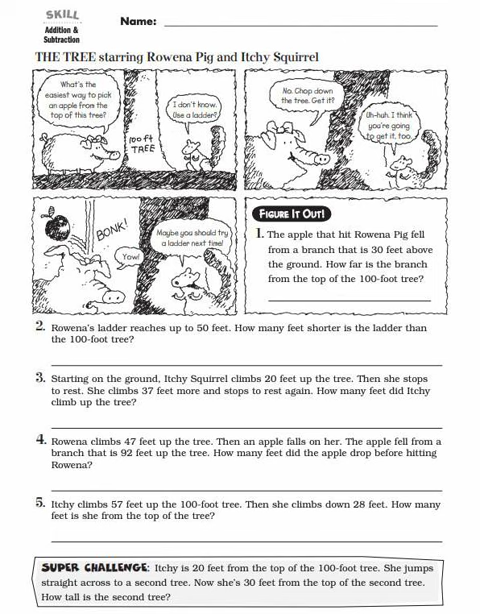 SKILL
Addition &
Subtraction
Name:
THE TREE starring Rowena Pig and Itchy Squirrel
What's the
easiest way to pick
an apple from the
top of this tree?
I don't know.
Use a ladder?
100 ft
TREE
No. Chop down
the tree. Get it?
Uh-huh. I think
you're going
to get it, too.
BONK!
Yow!
Maybe you should try
a ladder next time!
FIGURE IT OUT!
1. The apple that hit Rowena Pig fell
from a branch that is 30 feet above
the ground. How far is the branch
from the top of the 100-foot tree?
2. Rowena's ladder reaches up to 50 feet. How many feet shorter is the ladder than
the 100-foot tree?
3. Starting on the ground, Itchy Squirrel climbs 20 feet up the tree. Then she stops
to rest. She climbs 37 feet more and stops to rest again. How many feet did Itchy
climb up the tree?
4. Rowena climbs 47 feet up the tree. Then an apple falls on her. The apple fell from a
branch that is 92 feet up the tree. How many feet did the apple drop before hitting
Rowena?
5. Itchy climbs 57 feet up the 100-foot tree. Then she climbs down 28 feet. How many
feet is she from the top of the tree?
SUPER CHALLENGE: Itchy is 20 feet from the top of the 100-foot tree. She jumps
straight across to a second tree. Now she's 30 feet from the top of the second tree.
How tall is the second tree?